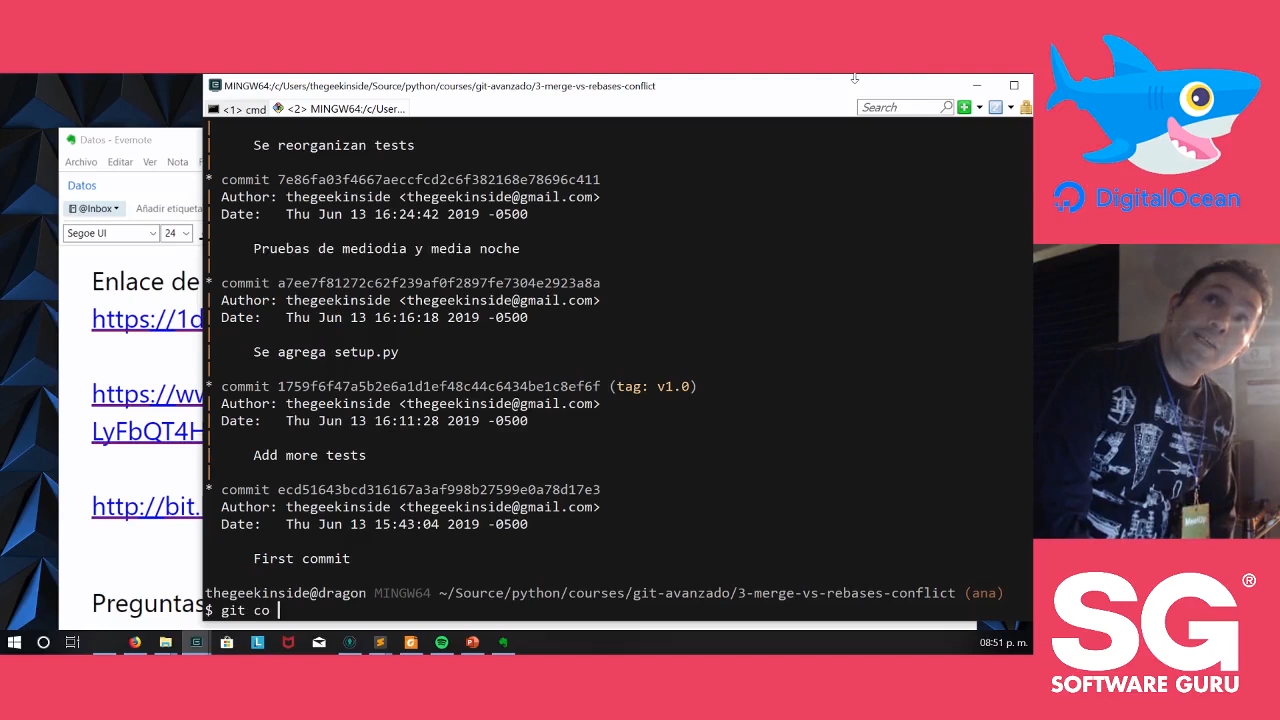 MINGW64:/c/Users/thegeekinside/Source/python/courses/git-avanzado/3-merge-vs-rebases-conflict
<1> cmd
<2> MINGW64:/c/User...
Search
Datos - Evernote
Archivo Editar Ver Nota
Datos
@Inbox
Añadir etiqueta
Segoe UI
24
Enlace de
https://1d
https://ww
LyFbQT4H
http://bit.
Preguntas
Se reorganizan tests
* commit 7e86fa03f4667aeccfcd2c6f382168e78696c411
Author: thegeekinside <thegeekinside@gmail.com>
Date: Thu Jun 13 16:24:42 2019 -0500
Pruebas de mediodia y media noche
* commit a7ee7f81272c62f239af0f2897fe7304e2923a8a
Author: thegeekinside <thegeekinside@gmail.com>
Date: Thu Jun 13 16:16:18 2019 -0500
Se agrega setup.py
* commit 1759f6f47a5b2e6a1d1ef48c44c6434be1c8ef6f (tag: v1.0)
Author: thegeekinside <thegeekinside@gmail.com>
Date: Thu Jun 13 16:11:28 2019 -0500
Add more tests
* commit ecd51643bcd316167a3af998b27599e0a78d17e3
Author: thegeekinside <thegeekinside@gmail.com>
Date: Thu Jun 13 15:43:04 2019 -0500
First commit
thegeekinside@dragon MINGW64 ~/Source/python/courses/git-avanzado/3-merge-vs-rebases-conflict (ana)
$ git co
08:51 p. m.
DigitalOcean
SG®
SOFTWARE GURU